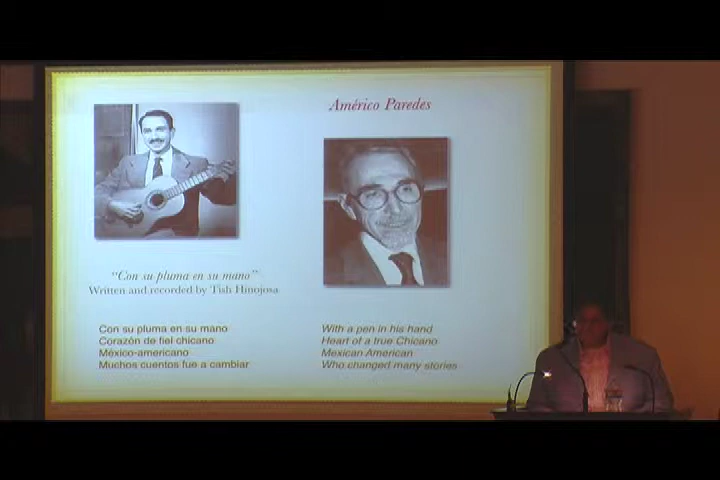 Américo Paredes
"Con su pluma en su mano"
Written and recorded by Tish Hinojosa
Con su pluma en su mano
Corazón de fiel chicano
México-americano
Muchos cuentos fue a cambiar
With a pen in his hand
Heart of a true Chicano
Mexican American
Who changed many stories